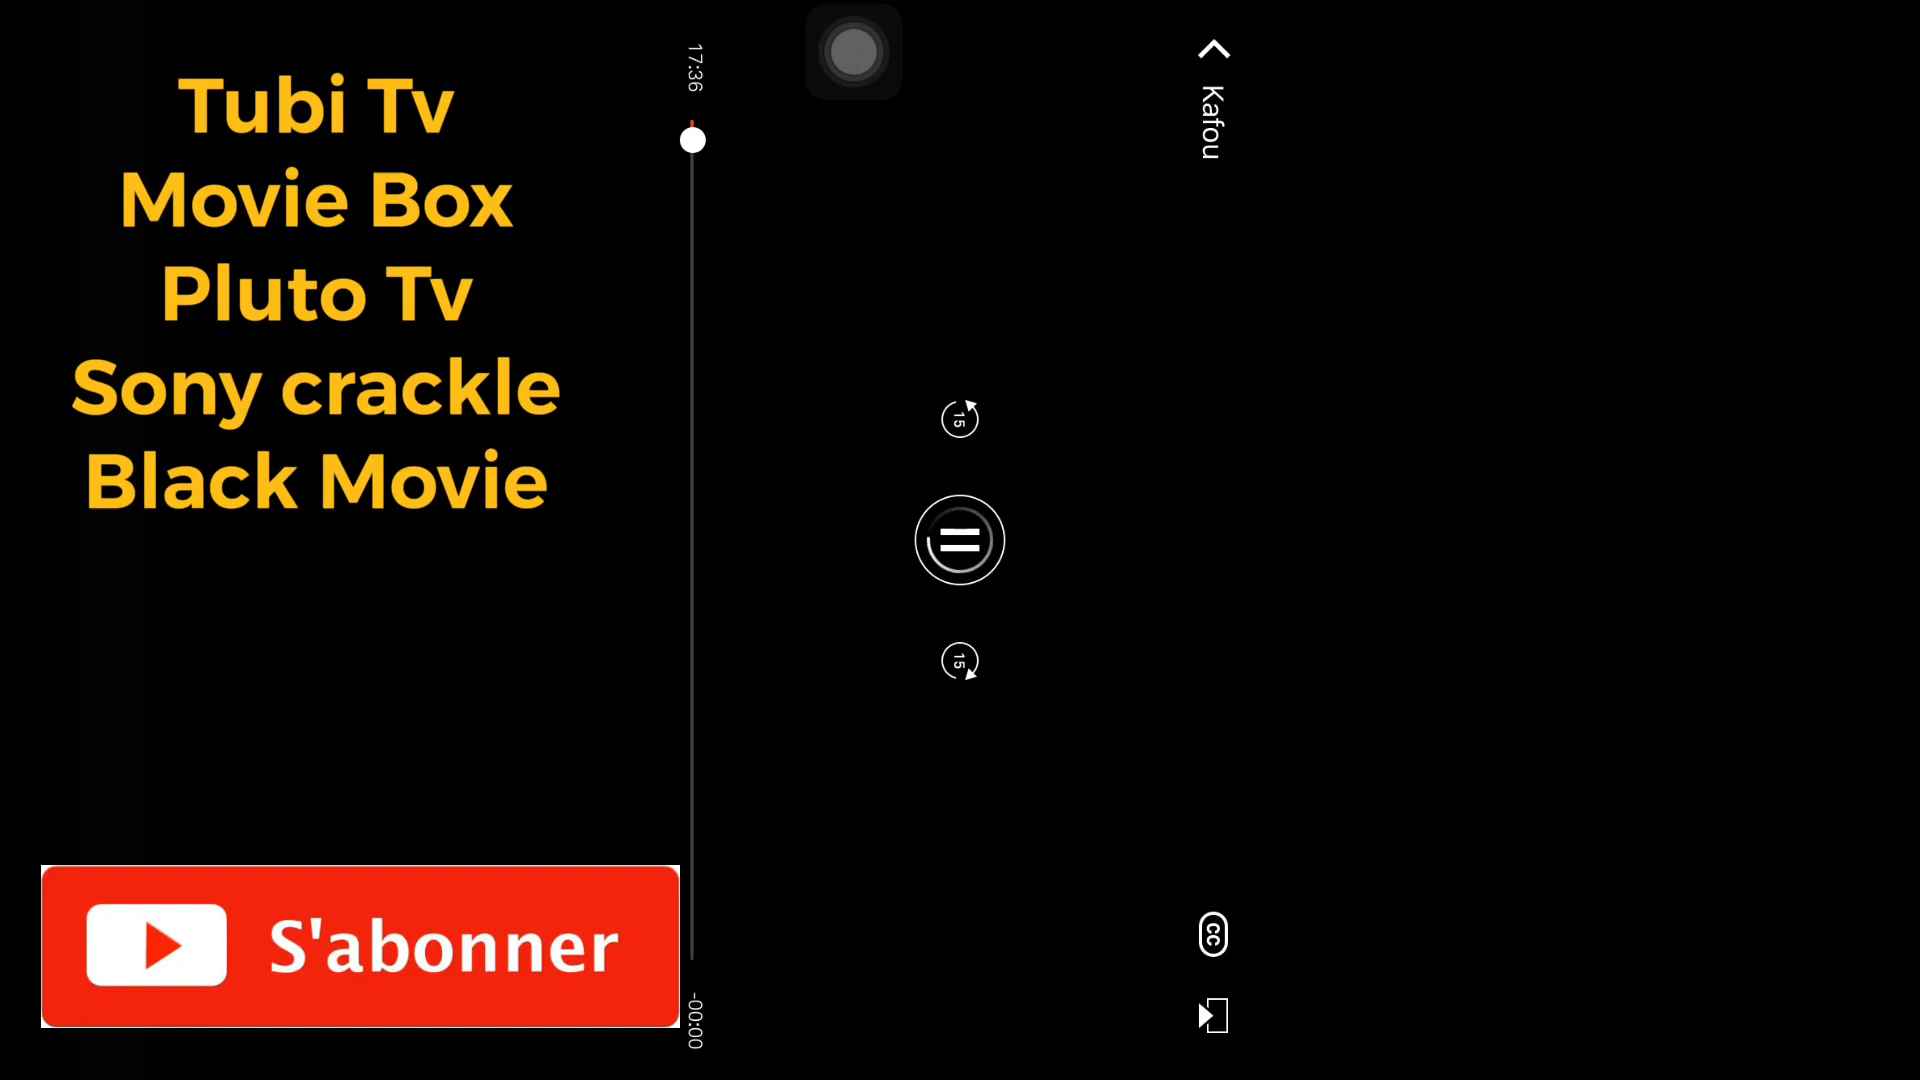 Tubi Tv
Movie Box
Pluto Tv
Sony crackle
Black Movie
S'abonner
17:36
-00:00
15
15
Kafou
CC